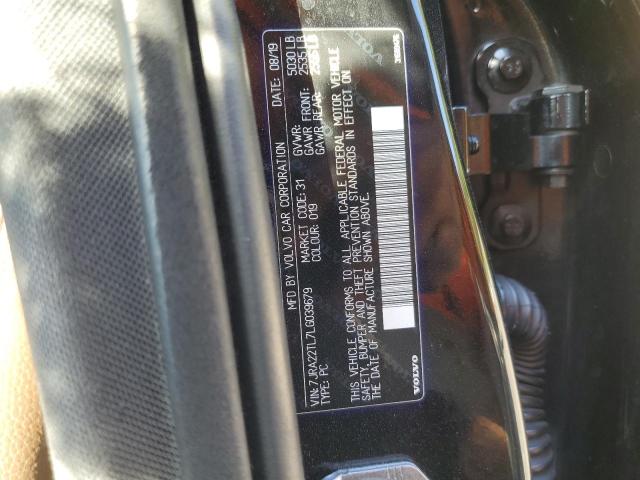 MFD BY VOLVO CAR CORPORATION 08/19
GVWR: 5030 LB
GAWR FRONT: 2535 LB
GAWR REAR: 2585 LB
MARKET CODE: 31
COLOUR: 019
VIN: 7JRA22TL7LG039679
TYPE: PC
THIS VEHICLE CONFORMS TO ALL APPLICABLE FEDERAL MOTOR VEHICLE
SAFETY, BUMPER AND THEFT PREVENTION STANDARDS IN EFFECT ON
THE DATE OF MANUFACTURE SHOWN ABOVE.
VOLVO